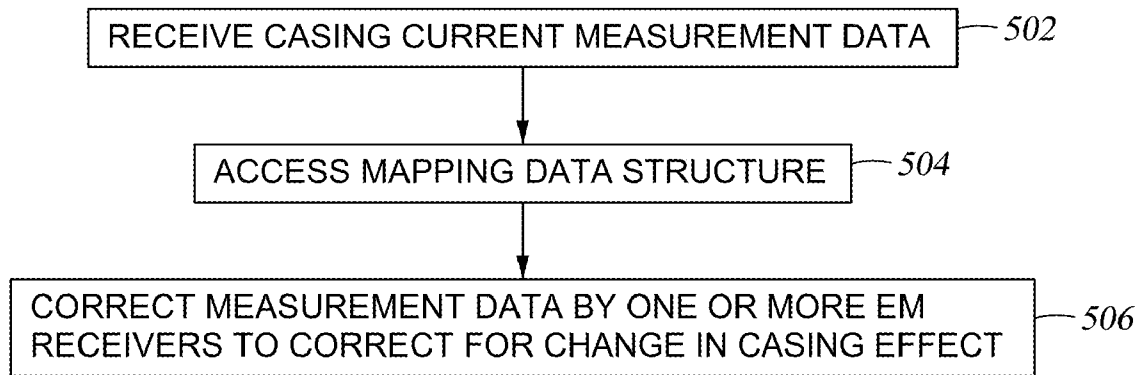 RECEIVE CASING CURRENT MEASUREMENT DATA
502
ACCESS MAPPING DATA STRUCTURE
504
CORRECT MEASUREMENT DATA BY ONE OR MORE EM
RECEIVERS TO CORRECT FOR CHANGE IN CASING EFFECT
506